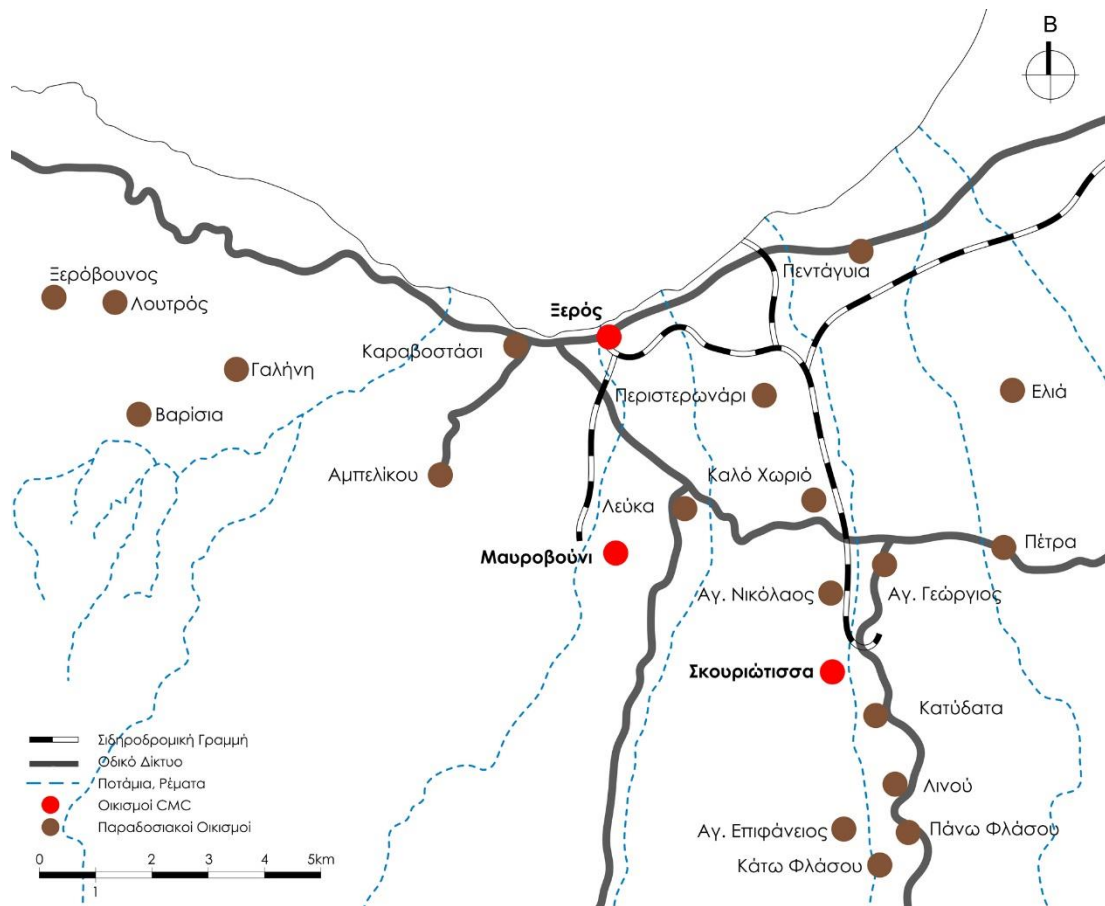 Β
Ξερόβουνος
Λουτρός
Γαλήνη
Βαρίσια
Καραβοστάσι
Ξερός
Πεντάγυια
Περιστερωνάρι
Ελιά
Αμπελίκου
Λεύκα
Καλό Χωριό
Μαυροβούνι
Πέτρα
Αγ. Νικόλαος
Αγ. Γεώργιος
Σκουριώτισσα
Κατύδατα
Λινού
Αγ. Επιφάνειος
Πάνω Φλάσου
Κάτω Φλάσου
Σιδηροδρομική Γραμμή
Οδικό Δίκτυο
Ποτάμια, Ρέματα
Οικισμοί CMC
Παραδοσιακοί Οικισμοί
0 2 3 4 5km
1